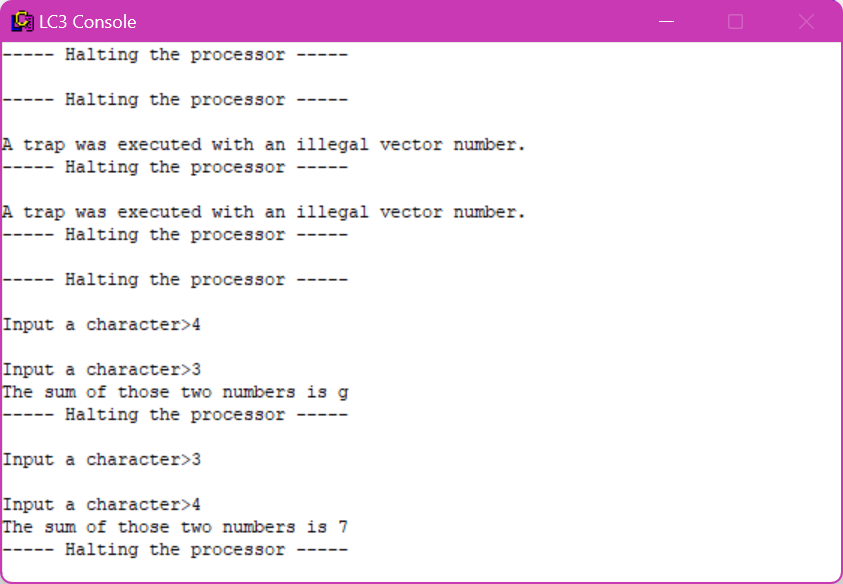 LC3 Console
----- Halting the processor -----
----- Halting the processor -----
A trap was executed with an illegal vector number.
----- Halting the processor -----
A trap was executed with an illegal vector number.
----- Halting the processor -----
----- Halting the processor -----
Input a character>4
Input a character>3
The sum of those two numbers is g
----- Halting the processor -----
Input a character>3
Input a character>4
The sum of those two numbers is 7
----- Halting the processor -----